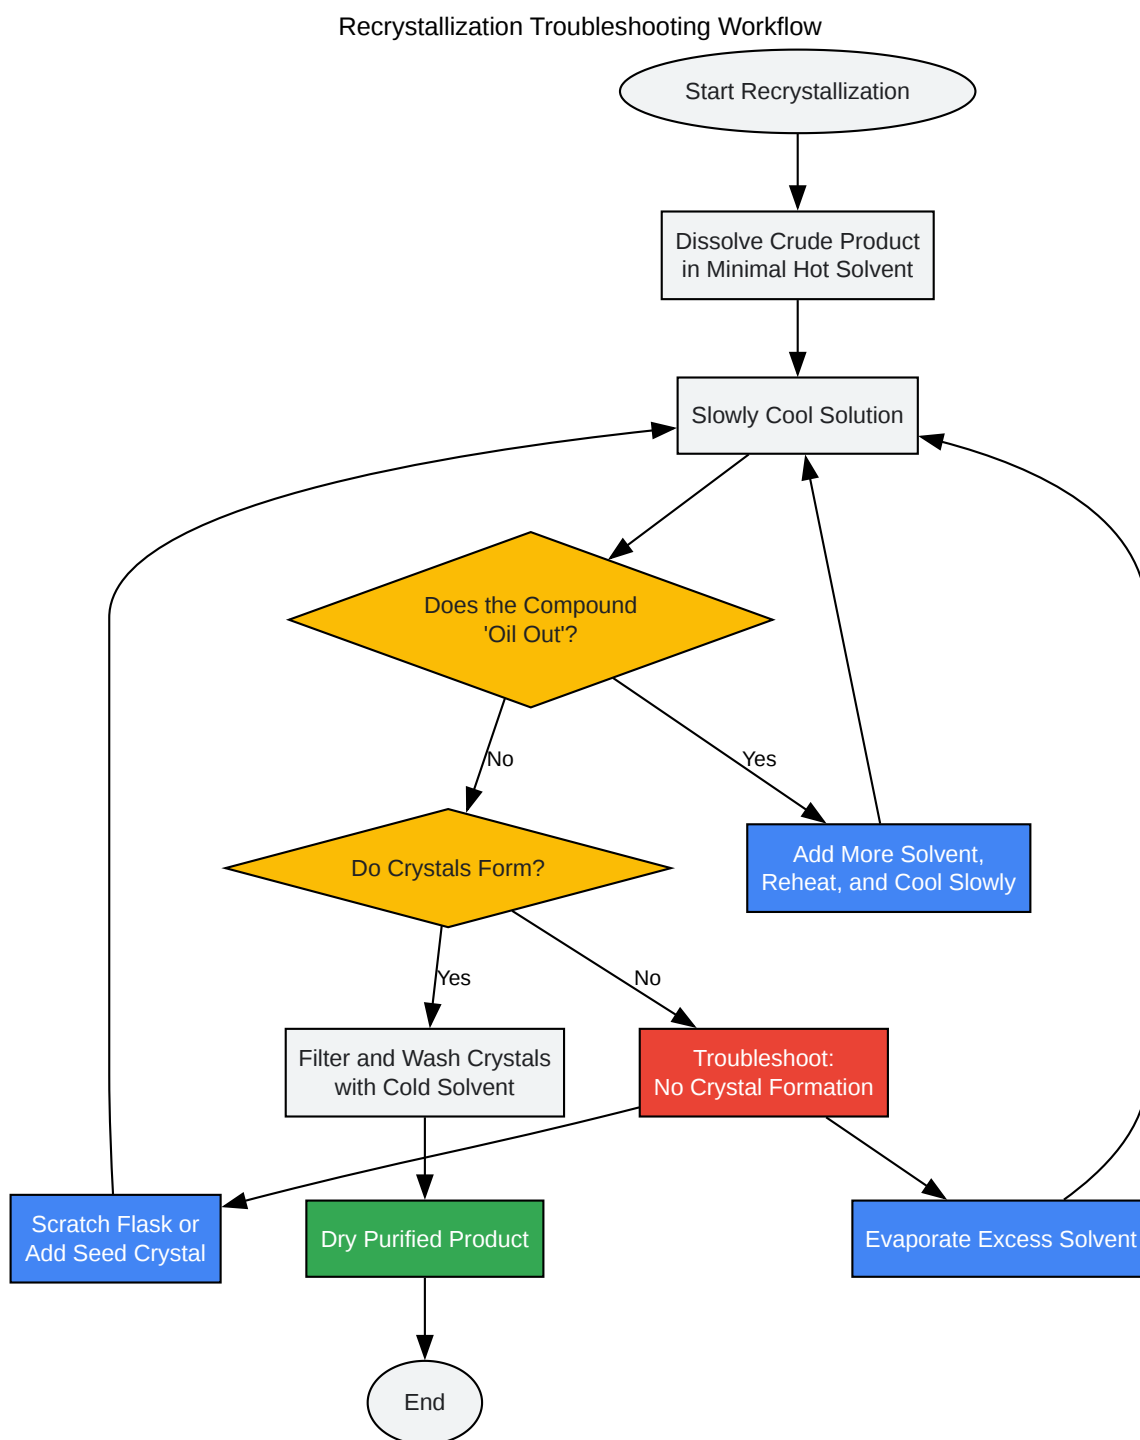 Recrystallization Troubleshooting Workflow
Start Recrystallization
Dissolve Crude Product
in Minimal Hot Solvent
Slowly Cool Solution
Does the Compound
'Oil Out'?
No
Yes
Do Crystals Form?
Add More Solvent,
Reheat, and Cool Slowly
Yes
No
Filter and Wash Crystals
with Cold Solvent
Troubleshoot:
No Crystal Formation
Scratch Flask or
Add Seed Crystal
Dry Purified Product
Evaporate Excess Solvent
End